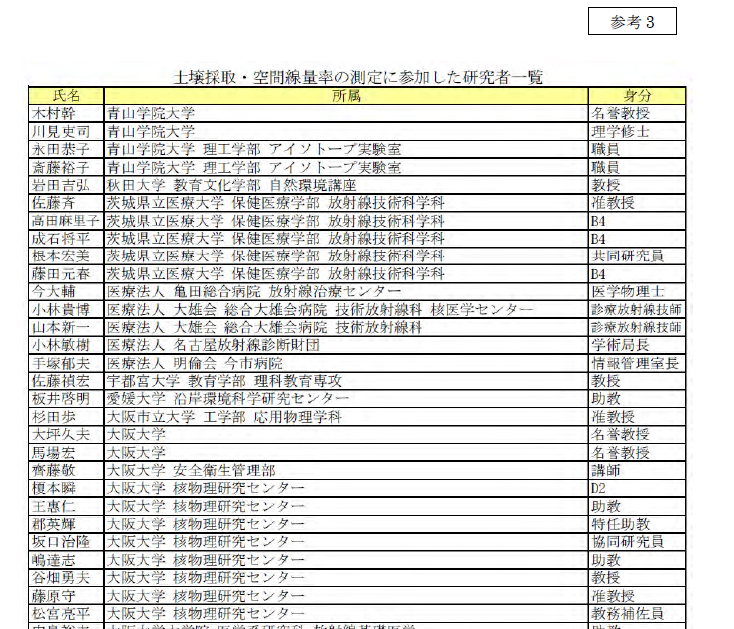 参考３
土壌採取・空間線量率の測定に参加した研究者一覧
氏名 所属 身分
木村幹 青山学院大学 名誉教授
川見吏司 青山学院大学 理学修士
永田恭子 青山学院大学 理工学部 アイソトープ実験室 職員
斎藤裕子 青山学院大学 理工学部 アイソトープ実験室 職員
岩田吉弘 秋田大学 教育文化学部 自然環境講座 教授
佐藤斉 茨城県立医療大学 保健医療学部 放射線技術科学科 准教授
高田麻里子 茨城県立医療大学 保健医療学部 放射線技術科学科 B4
成石将平 茨城県立医療大学 保健医療学部 放射線技術科学科 B4
根本宏美 茨城県立医療大学 保健医療学部 放射線技術科学科 共同研究員
藤田元春 茨城県立医療大学 保健医療学部 放射線技術科学科 B4
今大輔 医療法人 亀田総合病院 放射線治療センター 医学物理士
小林貴博 医療法人 大雄会 総合大雄会病院 技術放射線科 核医学センター 診療放射線技師
山本新一 医療法人 大雄会 総合大雄会病院 技術放射線科 診療放射線技師
小林敏樹 医療法人 名古屋放射線診断財団 学術局長
手塚郁夫 医療法人 明倫会 今市病院 情報管理室長
佐藤禎宏 宇都宮大学 教育学部 理科教育専攻 教授
板井啓明 愛媛大学 沿岸環境科学研究センター 助教
杉田歩 大阪市立大学 工学部 応用物理学科 准教授
大坪久夫 大阪大学 名誉教授
馬場宏 大阪大学 名誉教授
齊藤敬 大阪大学 安全衛生管理部 講師
榎本瞬 大阪大学 核物理研究センター D2
王惠仁 大阪大学 核物理研究センター 助教
郡英輝 大阪大学 核物理研究センター 特任助教
坂口治隆 大阪大学 核物理研究センター 協同研究員
嶋達志 大阪大学 核物理研究センター 助教
谷畑勇夫 大阪大学 核物理研究センター 教授
藤原守 大阪大学 核物理研究センター 准教授
松宮亮平 大阪大学 核物理研究センター 教務補佐員